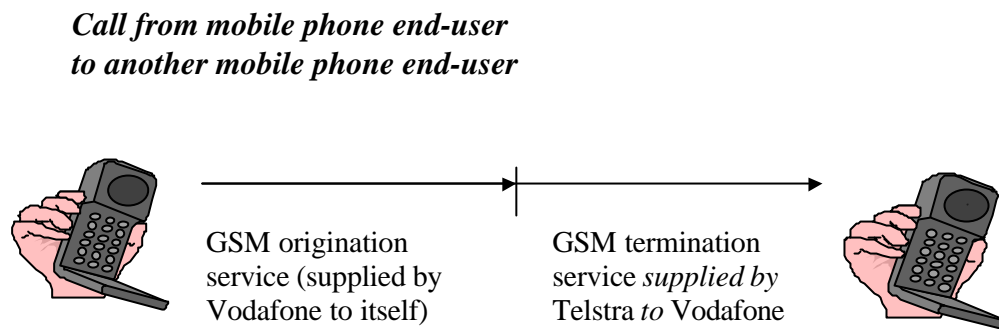 Call from mobile phone end-user
to another mobile phone end-user
GSM origination
service (supplied by
Vodafone to itself)
GSM termination
service supplied by
Telstra to Vodafone